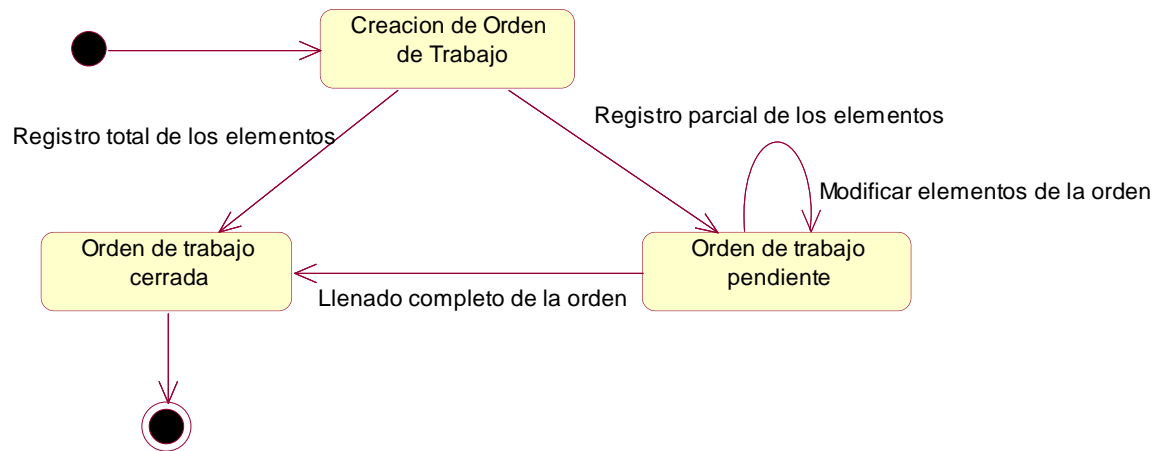 Creacion de Orden
de Trabajo
Registro total de los elementos
Registro parcial de los elementos
Modificar elementos de la orden
Orden de trabajo
cerrada
Orden de trabajo
pendiente
Llenado completo de la orden